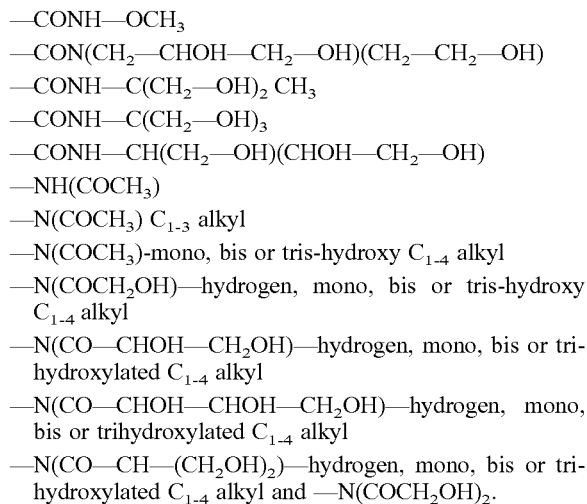 —CONH—OCH₃
—CON(CH₂—CHOH—CH₂—OH)(CH₂—CH₂—OH)
—CONH—C(CH₂—OH)₂ CH₃
—CONH—C(CH₂—OH)₃
—CONH—CH(CH₂—OH)(CHOH—CH₂—OH)
—NH(COCH₃)
—N(COCH₃) C₁₋₃ alkyl
—N(COCH₃)-mono, bis or tris-hydroxy C₁₋₄ alkyl
—N(COCH₂OH)—hydrogen, mono, bis or tris-hydroxy
C₁₋₄ alkyl
—N(CO—CHOH—CH₂OH)—hydrogen, mono, bis or tri-
hydroxylated C₁₋₄ alkyl
—N(CO—CHOH—CHOH—CH₂OH)—hydrogen, mono,
bis or trihydroxylated C₁₋₄ alkyl
—N(CO—CH—(CH₂OH)₂)—hydrogen, mono, bis or tri-
hydroxylated C₁₋₄ alkyl and —N(COCH₂OH)₂.